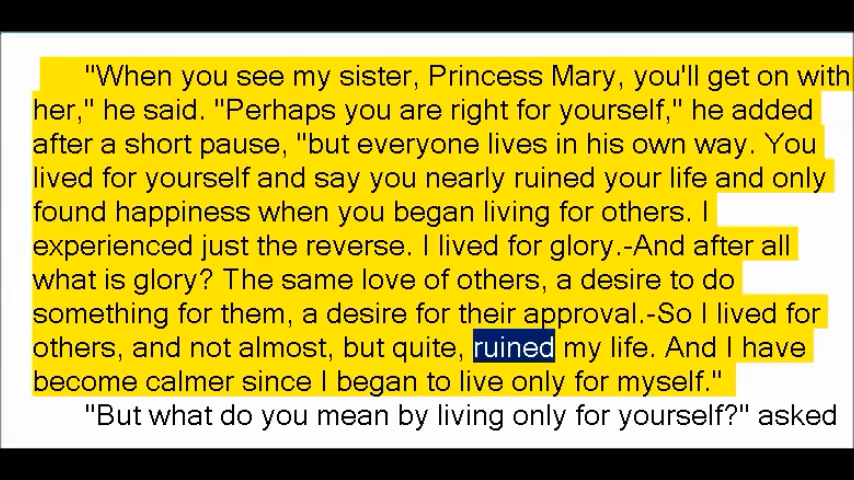 "When you see my sister, Princess Mary, you'll get on with
her," he said. "Perhaps you are right for yourself," he added
after a short pause, "but everyone lives in his own way. You
lived for yourself and say you nearly ruined your life and only
found happiness when you began living for others. I
experienced just the reverse. I lived for glory.-And after all
what is glory? The same love of others, a desire to do
something for them, a desire for their approval.-So I lived for
others, and not almost, but quite, ruined my life. And I have
become calmer since I began to live only for myself."
"But what do you mean by living only for yourself?" asked